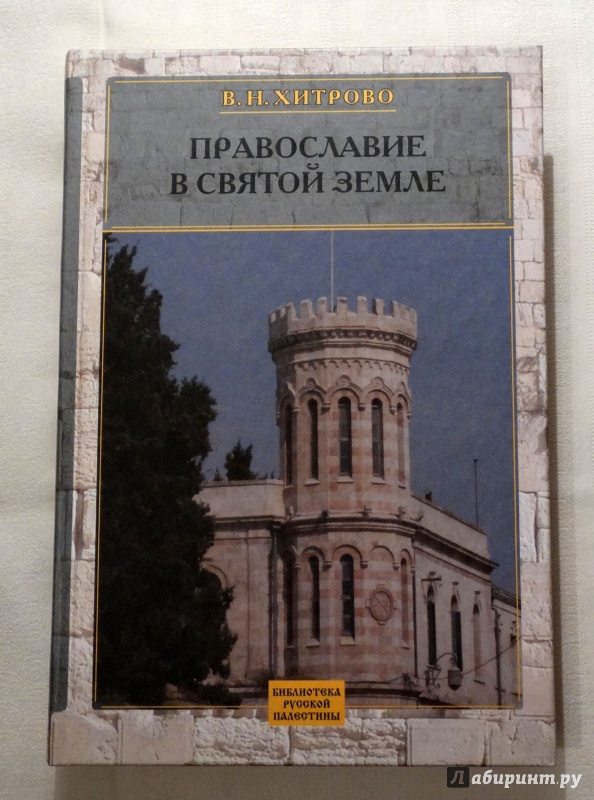 В. Н. ХИТРОВО
ПРАВОСЛАВИЕ
В СВЯТОЙ ЗЕМЛЕ
БИБЛИОТЕКА
РУССКОЙ
ПАЛЕСТИНЫ
Лабиринт.ру